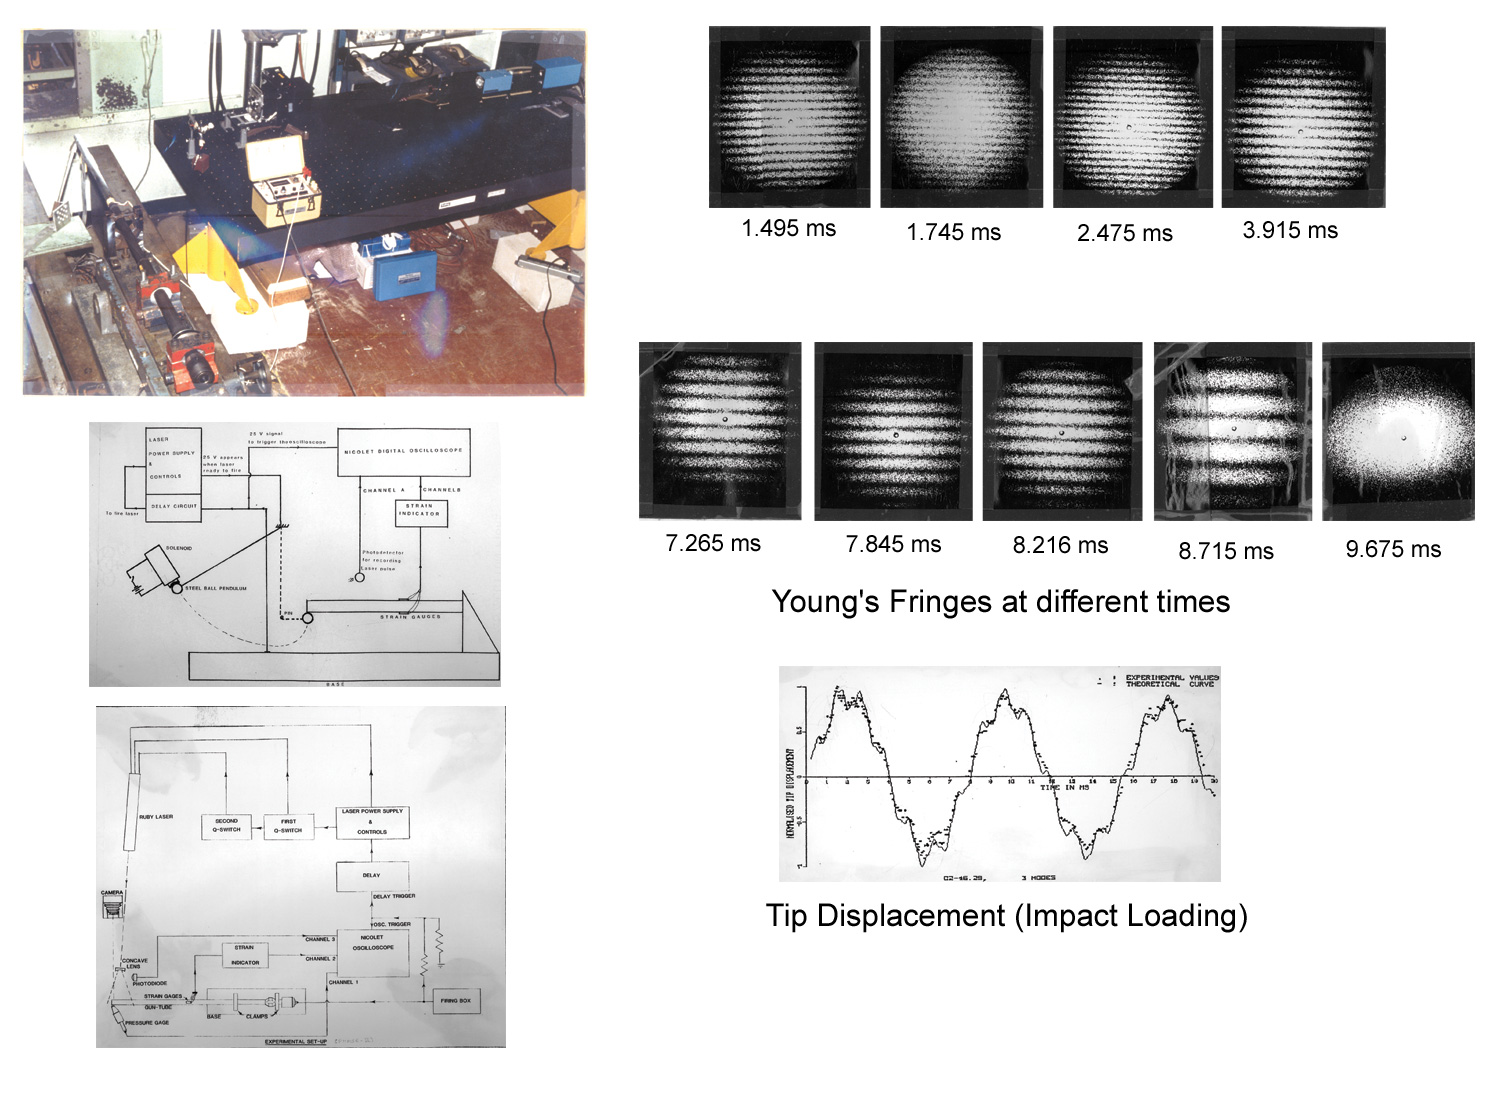 1.495 ms
1.745 ms
2.475 ms
3.915 ms
7.265 ms
7.845 ms
8.216 ms
8.715 ms
9.675 ms
Young's Fringes at different times
LASER
POWER SUPPLY
&
CONTROLS
DELAY CIRCUIT
To fire laser
25 V signal
to trigger the oscilloscope
25 V appears
when laser
ready to fire
NICOLET DIGITAL OSCILLOSCOPE
CHANNEL A
CHANNEL B
STRAIN
INDICATOR
Photodetector
for recording
Laser pulse
SOLENOID
STEEL BALL PENDULUM
PIN
STRAIN GAUGES
BASE
EXPERIMENTAL VALUES
THEORETICAL CURVE
NORMALISED TIP DISPLACEMENT
TIME IN MS
3 MODES
Tip Displacement (Impact Loading)
RUBY LASER
SECOND
Q-SWITCH
FIRST
Q-SWITCH
LASER POWER SUPPLY
&
CONTROLS
DELAY
DELAY TRIGGER
OSC. TRIGGER
CAMERA
NICOLET
OSCILLOSCOPE
CHANNEL 3
CHANNEL 2
CHANNEL 1
STRAIN
INDICATOR
CONCAVE
LENS
PHOTODIODE
STRAIN GAGES
GUN-TUBE
PRESSURE GAGE
BASE
CLAMPS
FIRING BOX
EXPERIMENTAL SET-UP